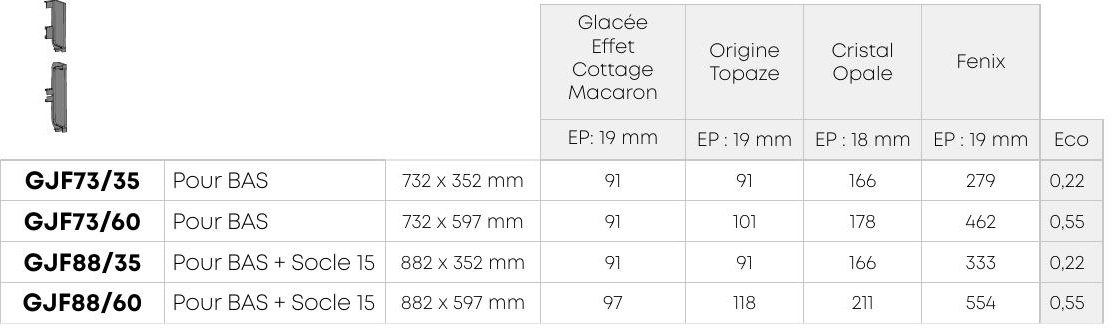 Glacée
Effet
Cottage
Macaron
Origine
Topaze
Cristal
Opale
Fenix
EP: 19 mm EP : 19 mm EP : 18 mm EP : 19 mm Eco
GJF73/35 Pour BAS 732 x 352 mm 91 91 166 279 0,22
GJF73/60 Pour BAS 732 x 597 mm 91 101 178 462 0,55
GJF88/35 Pour BAS + Socle 15 882 x 352 mm 91 91 166 333 0,22
GJF88/60 Pour BAS + Socle 15 882 x 597 mm 97 118 211 554 0,55